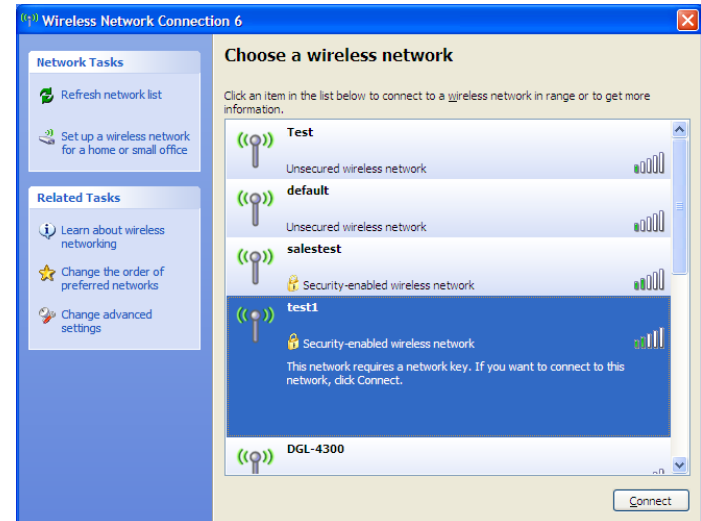 Wireless Network Connection 6
Network Tasks
Refresh network list
Set up a wireless network
for a home or small office
Related Tasks
Learn about wireless
networking
Change the order of
preferred networks
Change advanced
settings
Choose a wireless network
Click an item in the list below to connect to a wireless network in range or to get more
information.
Test
Unsecured wireless network
default
Unsecured wireless network
salestest
Security-enabled wireless network
test1
Security-enabled wireless network
This network requires a network key. If you want to connect to this
network, click Connect.
DGL-4300
Connect